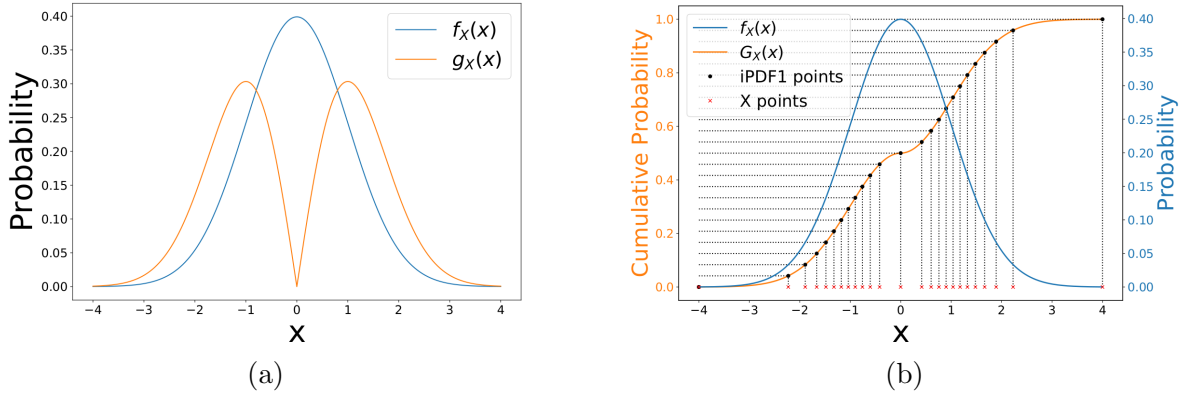 0.40
0.35
0.30
0.25
0.20
0.15
0.10
0.05
0.00
Probability
−4 −3 −2 −1 0 1 2 3 4
X
f_X(x)
g_X(x)
(a)
1.0
0.8
0.6
0.4
0.2
0.0
Cumulative Probability
f_X(x)
G_X(x)
iPDF1 points
X points
−4 −3 −2 −1 0 1 2 3 4
X
0.40
0.35
0.30
0.25
0.20
0.15
0.10
0.05
0.00
Probability
(b)